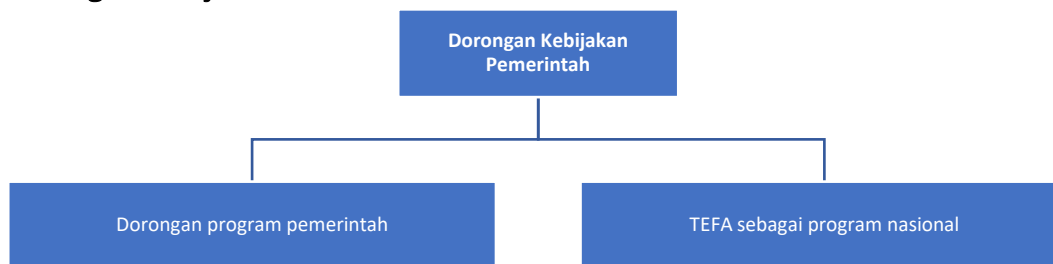 Dorongan Kebijakan
Pemerintah
Dorongan program pemerintah
TEFA sebagai program nasional